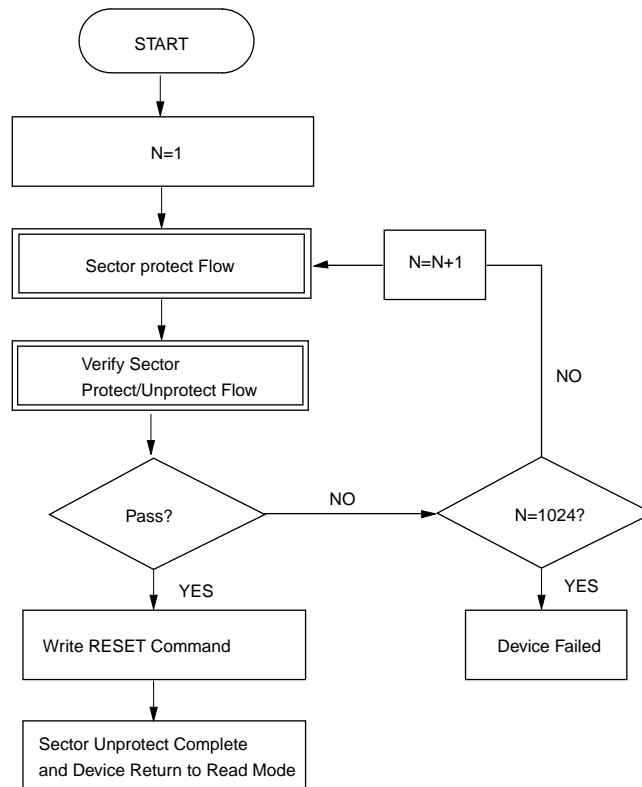 START
N=1
Sector protect Flow
N=N+1
Verify Sector
Protect/Unprotect Flow
NO
Pass?
NO
N=1024?
YES
YES
Write RESET Command
Device Failed
Sector Unprotect Complete
and Device Return to Read Mode